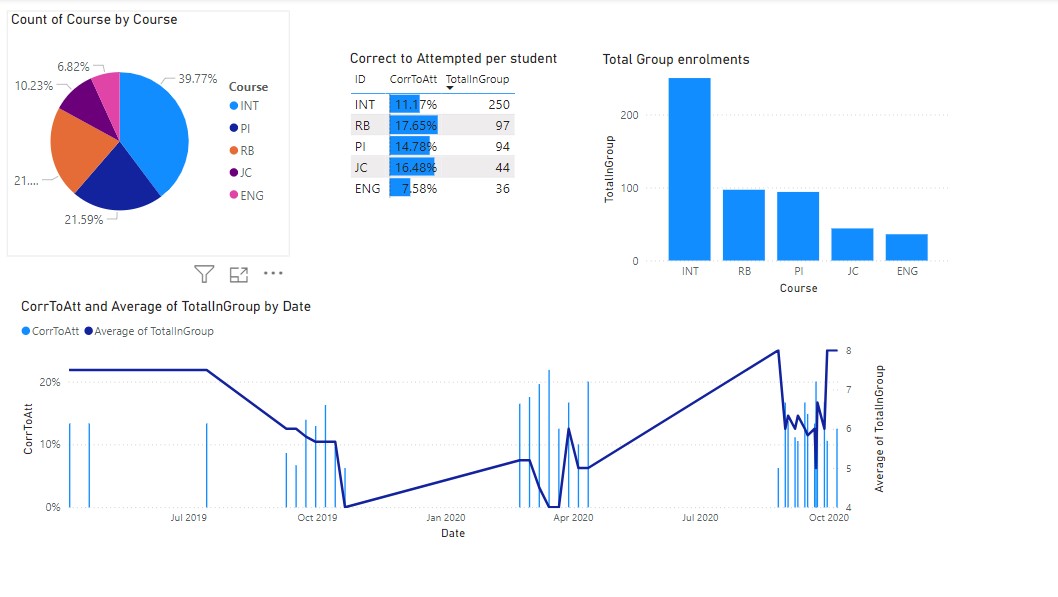 Count of Course by Course
6.82%
39.77%
10.23%
21....
21.59%
Course
INT
PI
RB
JC
ENG
Correct to Attempted per student
ID CorrToAtt TotalInGroup
INT 11.17% 250
RB 17.65% 97
PI 14.78% 94
JC 16.48% 44
ENG 7.58% 36
Total Group enrolments
TotalInGroup
200
100
0
INT RB PI JC ENG
Course
CorrToAtt and Average of TotalInGroup by Date
CorrToAtt Average of TotalInGroup
CorrToAtt
20%
10%
0%
8
7
6
5
4
Average of TotalInGroup
Jul 2019 Oct 2019 Jan 2020 Apr 2020 Jul 2020 Oct 2020
Date